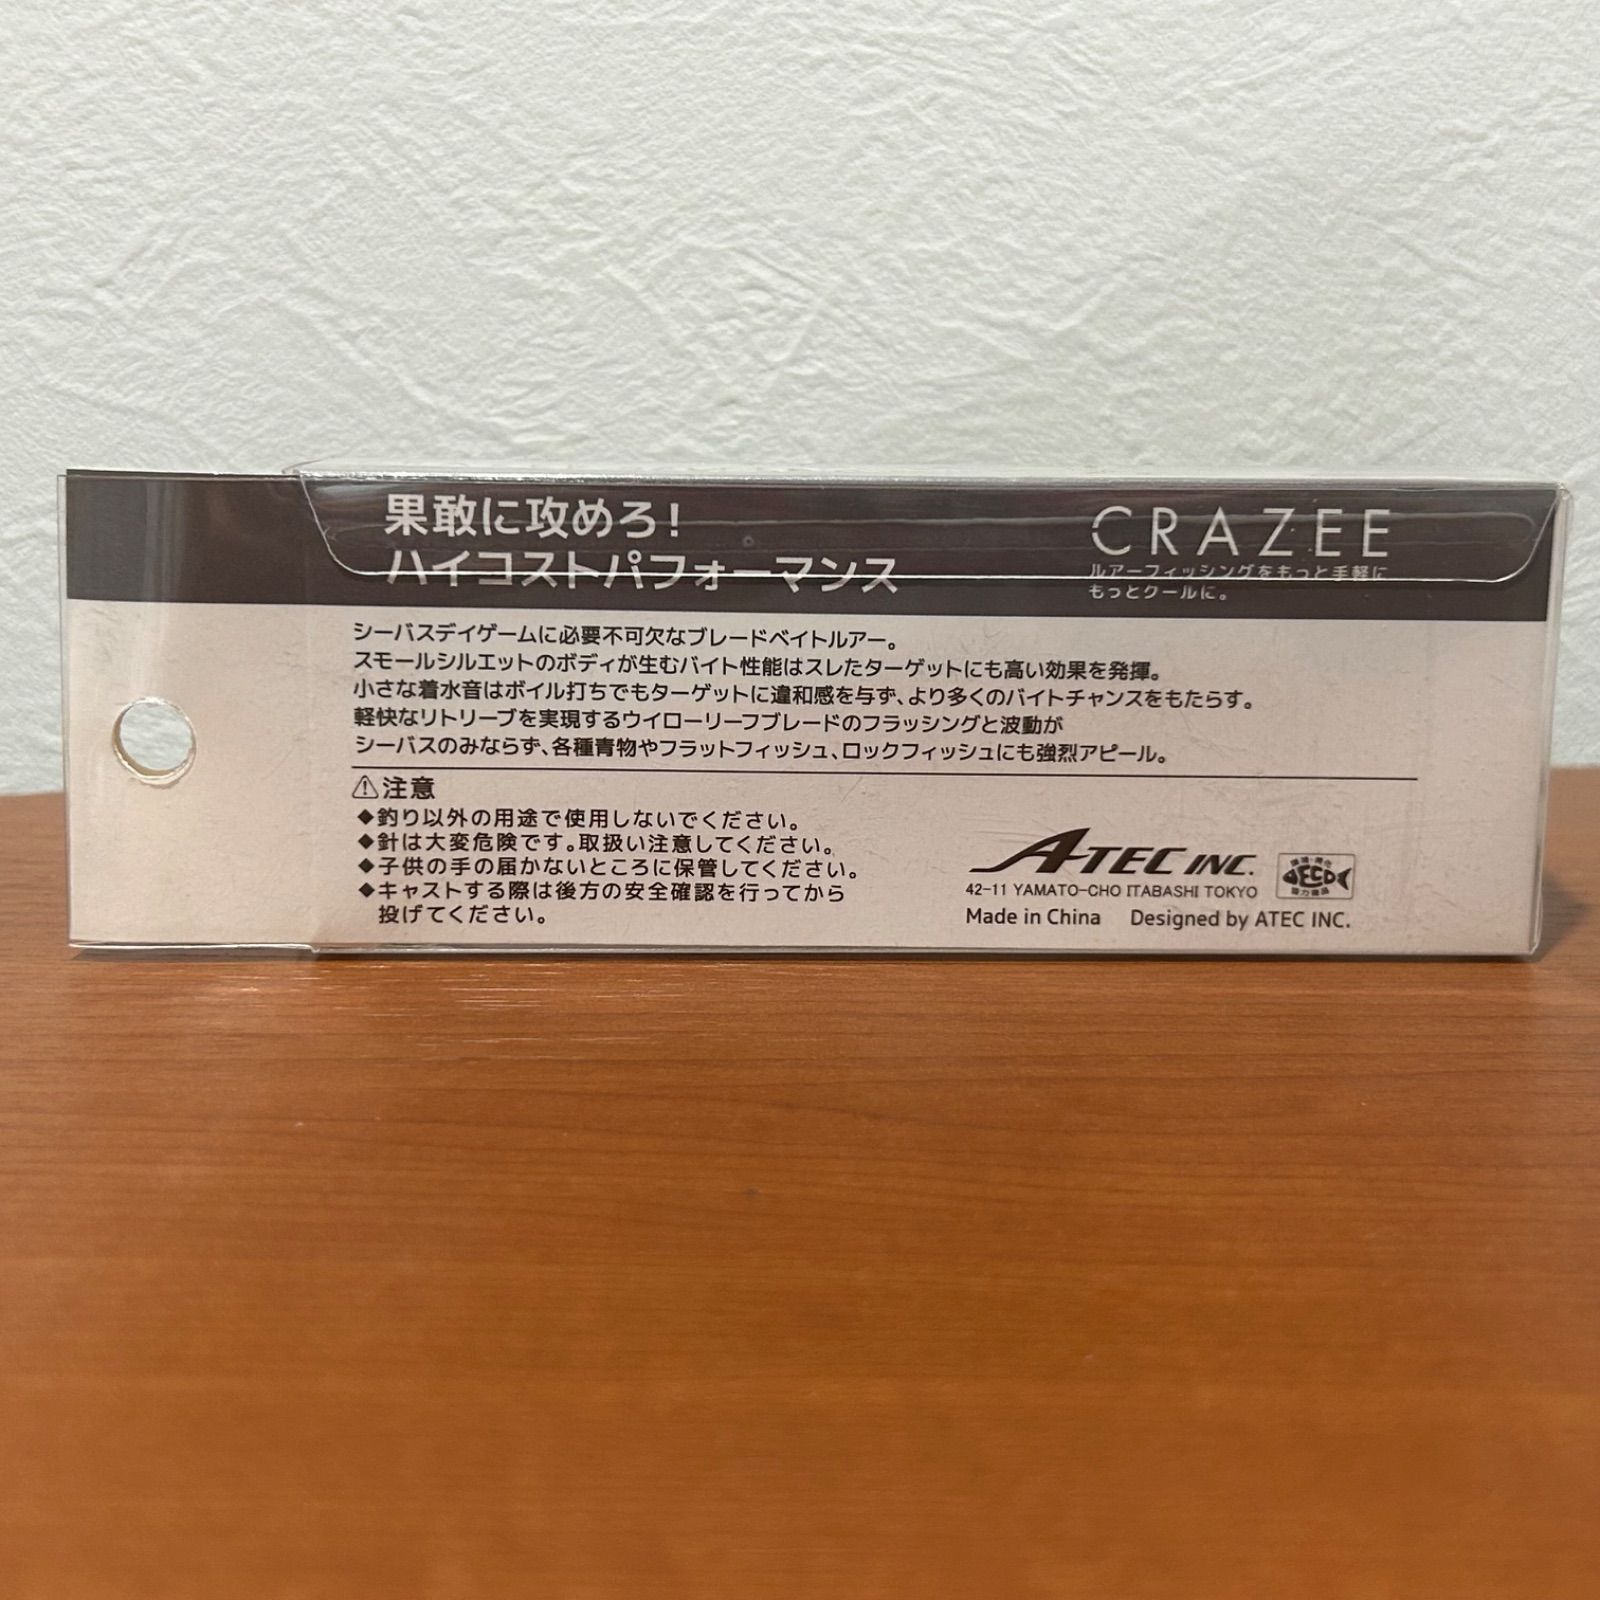 果敢に攻めろ!
ハイコストパフォーマンス
CRAZEE
ルアーフィッシングをもっと手軽に
もっとクールに。
シーバスデイゲームに必要不可欠なブレードベイトルアー。
スモールシルエットのボディが生むバイト性能はスレたターゲットにも高い効果を発揮。
小さな着水音はボイル打ちでもターゲットに違和感を与ず、より多くのバイトチャンスをもたらす。
軽快なリトリーブを実現するウイローリーフブレードのフラッシングと波動が
シーバスのみならず、各種青物やフラットフィッシュ、ロックフィッシュにも強烈アピール。
⚠注意
◆釣り以外の用途で使用しないでください。
◆針は大変危険です。取扱い注意してください。
◆子供の手の届かないところに保管してください。
◆キャストする際は後方の安全確認を行ってから
投げてください。
A-TEC INC.
42-11 YAMATO-CHO ITABASHI TOKYO
Made in China Designed by ATEC INC.
ECO